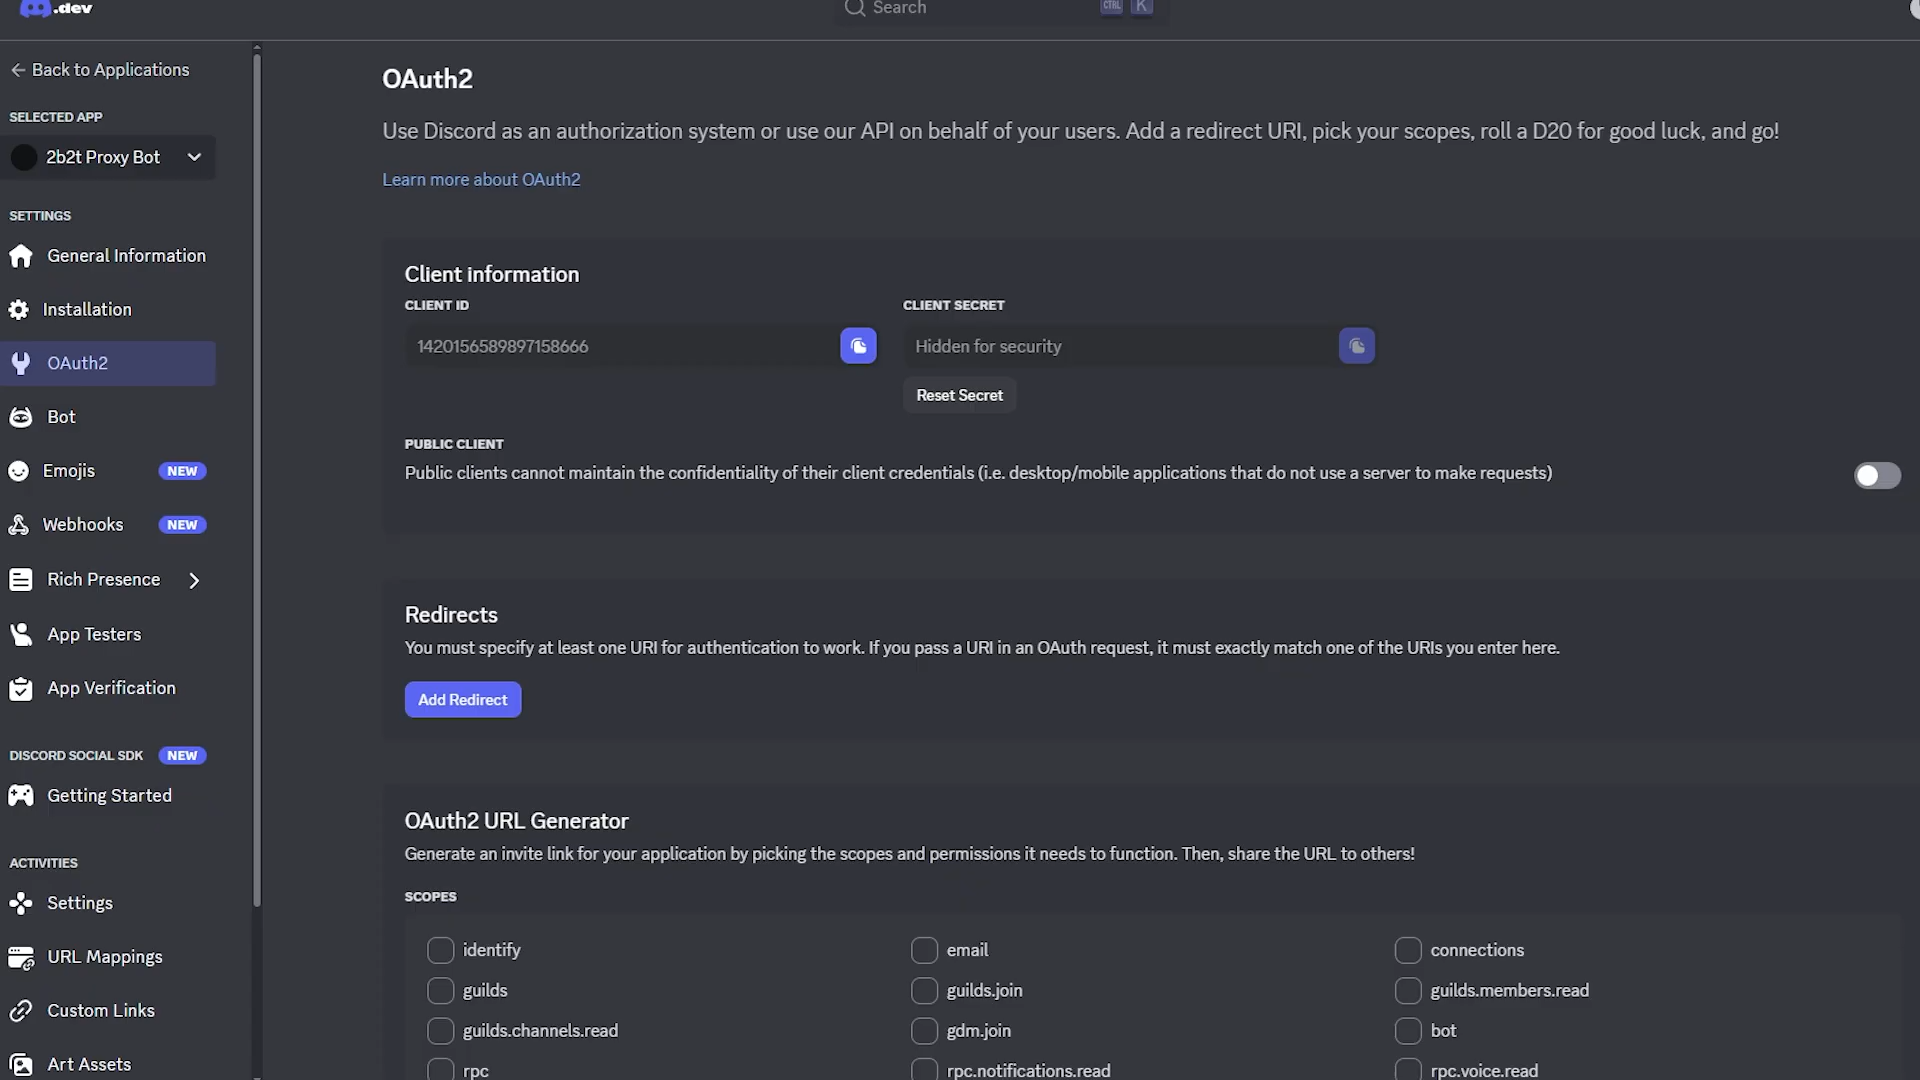 .dev
Search
CTRL K
Back to Applications
SELECTED APP
2b2t Proxy Bot
SETTINGS
General Information
Installation
OAuth2
Bot
Emojis NEW
Webhooks NEW
Rich Presence
App Testers
App Verification
DISCORD SOCIAL SDK NEW
Getting Started
ACTIVITIES
Settings
URL Mappings
Custom Links
Art Assets
OAuth2
Use Discord as an authorization system or use our API on behalf of your users. Add a redirect URI, pick your scopes, roll a D20 for good luck, and go!
Learn more about OAuth2
Client information
CLIENT ID
1420156589897158666
CLIENT SECRET
Hidden for security
Reset Secret
PUBLIC CLIENT
Public clients cannot maintain the confidentiality of their client credentials (i.e. desktop/mobile applications that do not use a server to make requests)
Redirects
You must specify at least one URI for authentication to work. If you pass a URI in an OAuth request, it must exactly match one of the URIs you enter here.
Add Redirect
OAuth2 URL Generator
Generate an invite link for your application by picking the scopes and permissions it needs to function. Then, share the URL to others!
SCOPES
identify email connections
guilds guilds.join guilds.members.read
guilds.channels.read gdm.join bot
rpc rpc.notifications.read rpc.voice.read